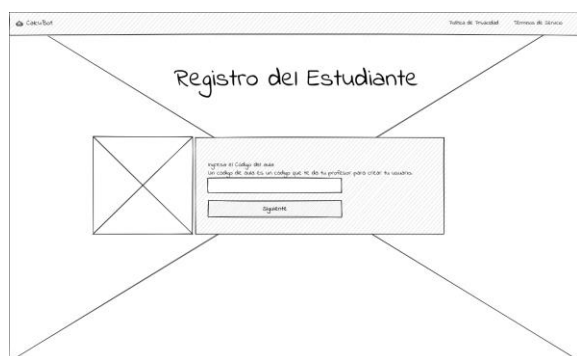 CalcuBot
Política de Privacidad
Términos de Servicio
Registro del Estudiante
Ingresa el Código del aula
Un código de aula es un código que te da tu profesor para crear tu usuario.
Siguiente